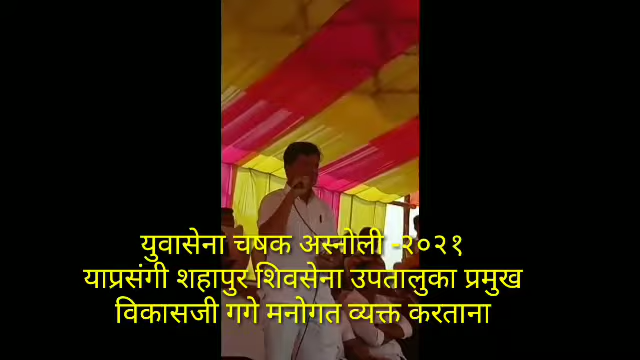 युवासेना चषक अस्नोली -२०२१
याप्रसंगी शहापुर शिवसेना उपतालुका प्रमुख
विकासजी गगे मनोगत व्यक्त करताना